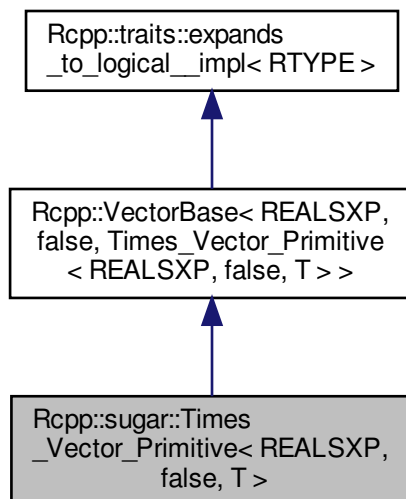 Rcpp::traits::expands
_to_logical__impl< RTYPE >
Rcpp::VectorBase< REALSXP,
false, Times_Vector_Primitive
< REALSXP, false, T > >
Rcpp::sugar::Times
_Vector_Primitive< REALSXP,
false, T >